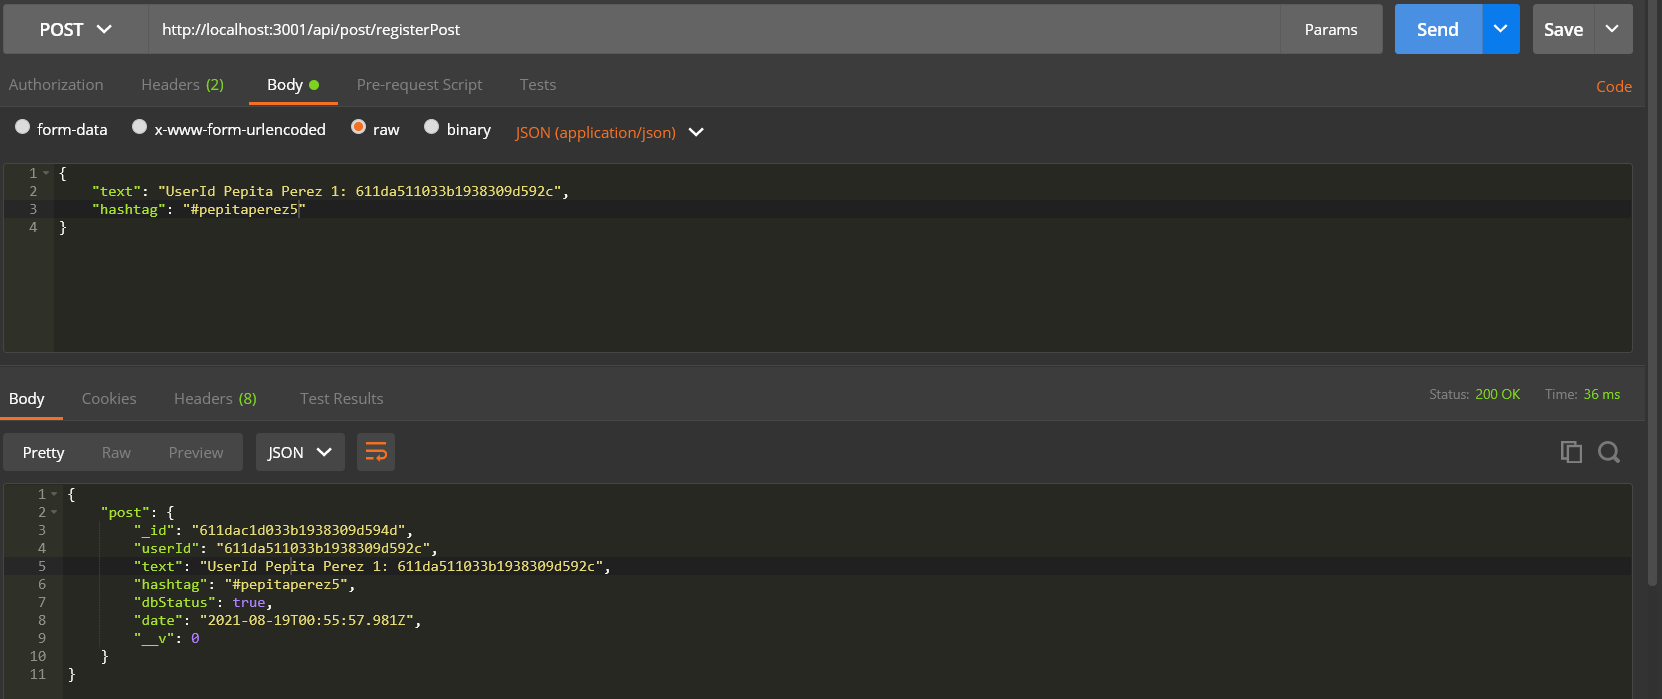 POST http://localhost:3001/api/post/registerPost Params Send Save
Authorization Headers (2) Body Pre-request Script Tests Code
form-data x-www-form-urlencoded raw binary JSON (application/json)
1 {
2 "text": "UserId Pepita Perez 1: 611da511033b1938309d592c",
3 "hashtag": "#pepitaperez5"
4 }
Body Cookies Headers (8) Test Results Status: 200 OK Time: 36 ms
Pretty Raw Preview JSON
1 {
2 "post": {
3 "_id": "611dac1d033b1938309d594d",
4 "userId": "611da511033b1938309d592c",
5 "text": "UserId Pepita Perez 1: 611da511033b1938309d592c",
6 "hashtag": "#pepitaperez5",
7 "dbStatus": true,
8 "date": "2021-08-19T00:55:57.981Z",
9 "__v": 0
10 }
11 }